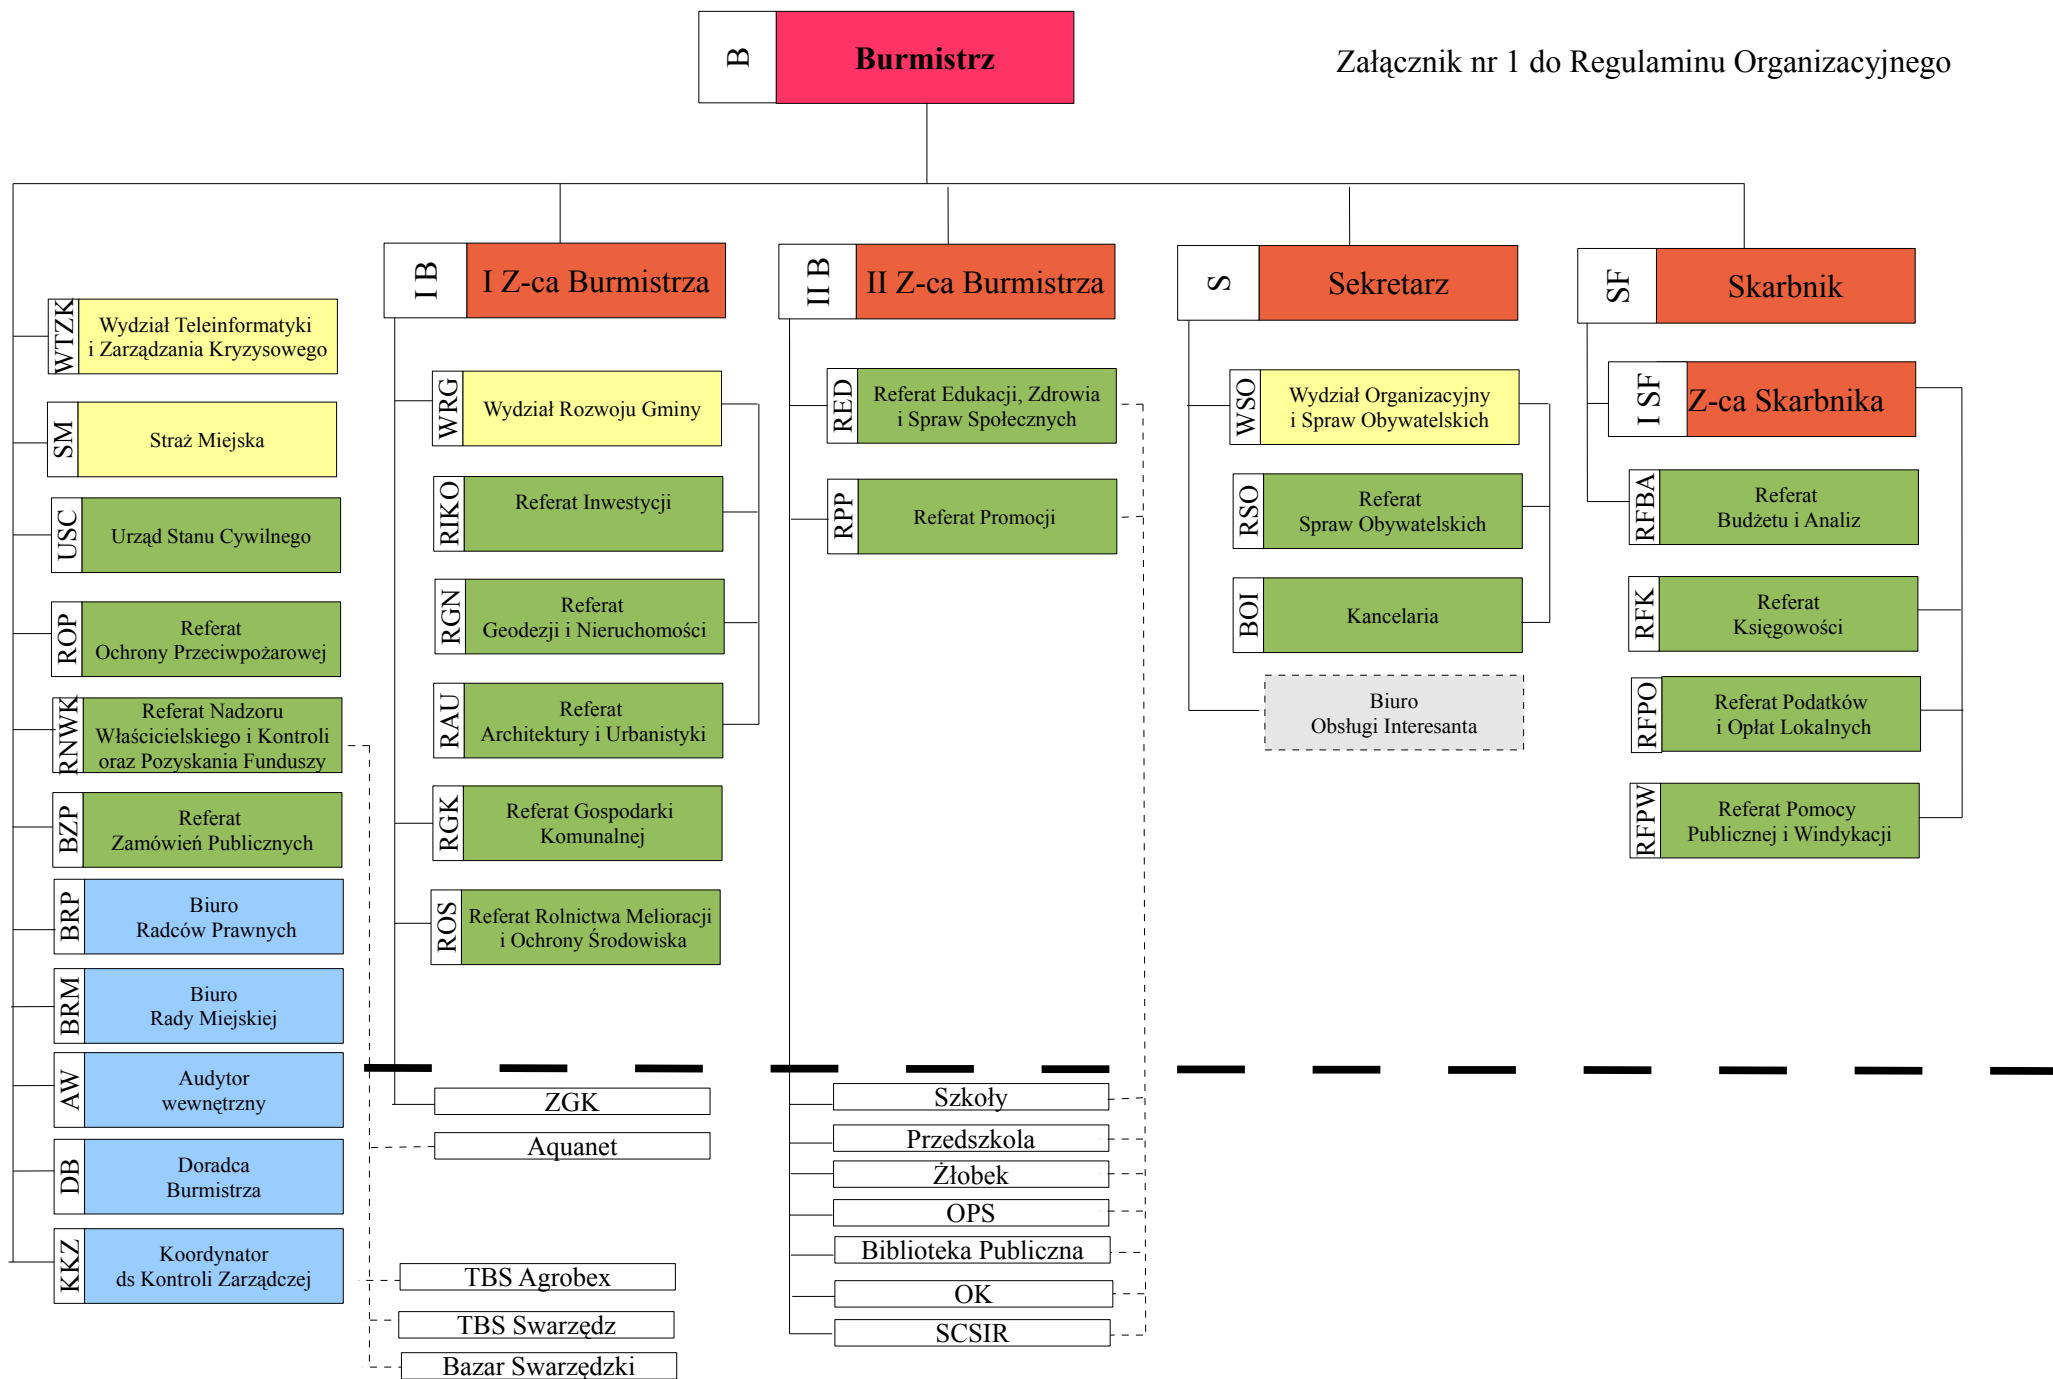 B
Burmistrz
Załącznik nr 1 do Regulaminu Organizacyjnego
WTZK
Wydział Teleinformatyki
i Zarządzania Kryzysowego
SM
Straż Miejska
USC
Urząd Stanu Cywilnego
ROP
Referat
Ochrony Przeciwpożarowej
RNWK
Referat Nadzoru
Właścicielskiego i Kontroli
oraz Pozyskania Funduszy
BZP
Referat
Zamówień Publicznych
BRP
Biuro
Radców Prawnych
BRM
Biuro
Rady Miejskiej
AW
Audytor
wewnętrzny
DB
Doradca
Burmistrza
KKZ
Koordynator
ds Kontroli Zarządczej
I B
I Z-ca Burmistrza
WRG
Wydział Rozwoju Gminy
RIKO
Referat Inwestycji
RGN
Referat
Geodezji i Nieruchomości
RAU
Referat
Architektury i Urbanistyki
RGK
Referat Gospodarki
Komunalnej
ROS
Referat Rolnictwa Melioracji
i Ochrony Środowiska
ZGK
Aquanet
TBS Agrobex
TBS Swarzędz
Bazar Swarzędzki
II B
II Z-ca Burmistrza
RED
Referat Edukacji, Zdrowia
i Spraw Społecznych
RPP
Referat Promocji
Szkoły
Przedszkola
Żłobek
OPS
Biblioteka Publiczna
OK
SCSIR
S
Sekretarz
WSO
Wydział Organizacyjny
i Spraw Obywatelskich
RSO
Referat
Spraw Obywatelskich
BOI
Kancelaria
Biuro
Obsługi Interesanta
SF
Skarbnik
I SF
Z-ca Skarbnika
RFBA
Referat
Budżetu i Analiz
RFK
Referat
Księgowości
RFPO
Referat Podatków
i Opłat Lokalnych
RFPW
Referat Pomocy
Publicznej i Windykacji